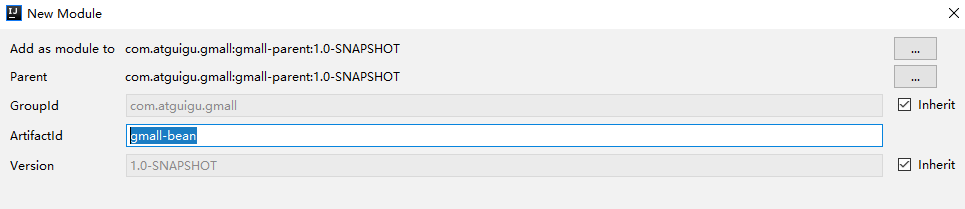 IJ New Module
Add as module to com.atguigu.gmall:gmall-parent:1.0-SNAPSHOT ...
Parent com.atguigu.gmall:gmall-parent:1.0-SNAPSHOT ...
GroupId com.atguigu.gmall Inherit
ArtifactId gmall-bean
Version 1.0-SNAPSHOT Inherit